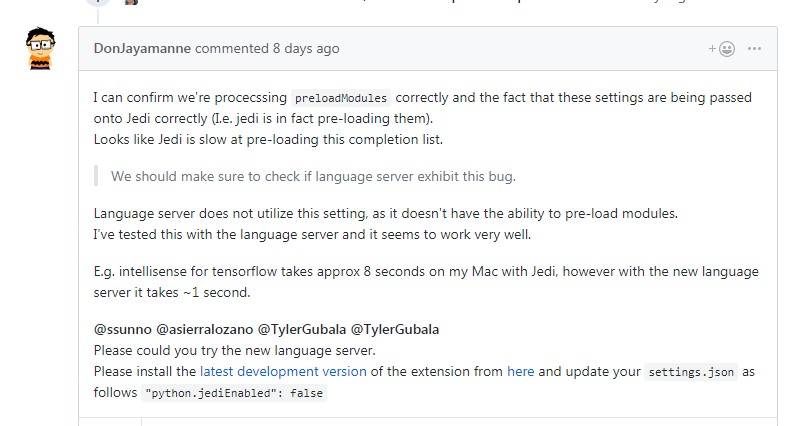 DonJayamanne commented 8 days ago
I can confirm we're procecssing preloadModules correctly and the fact that these settings are being passed
onto Jedi correctly (I.e. jedi is in fact pre-loading them).
Looks like Jedi is slow at pre-loading this completion list.
We should make sure to check if language server exhibit this bug.
Language server does not utilize this setting, as it doesn't have the ability to pre-load modules.
I've tested this with the language server and it seems to work very well.
E.g. intellisense for tensorflow takes approx 8 seconds on my Mac with Jedi, however with the new language
server it takes ~1 second.
@ssunno @asierralozano @TylerGubala @TylerGubala
Please could you try the new language server.
Please install the latest development version of the extension from here and update your settings.json as
follows "python.jediEnabled": false